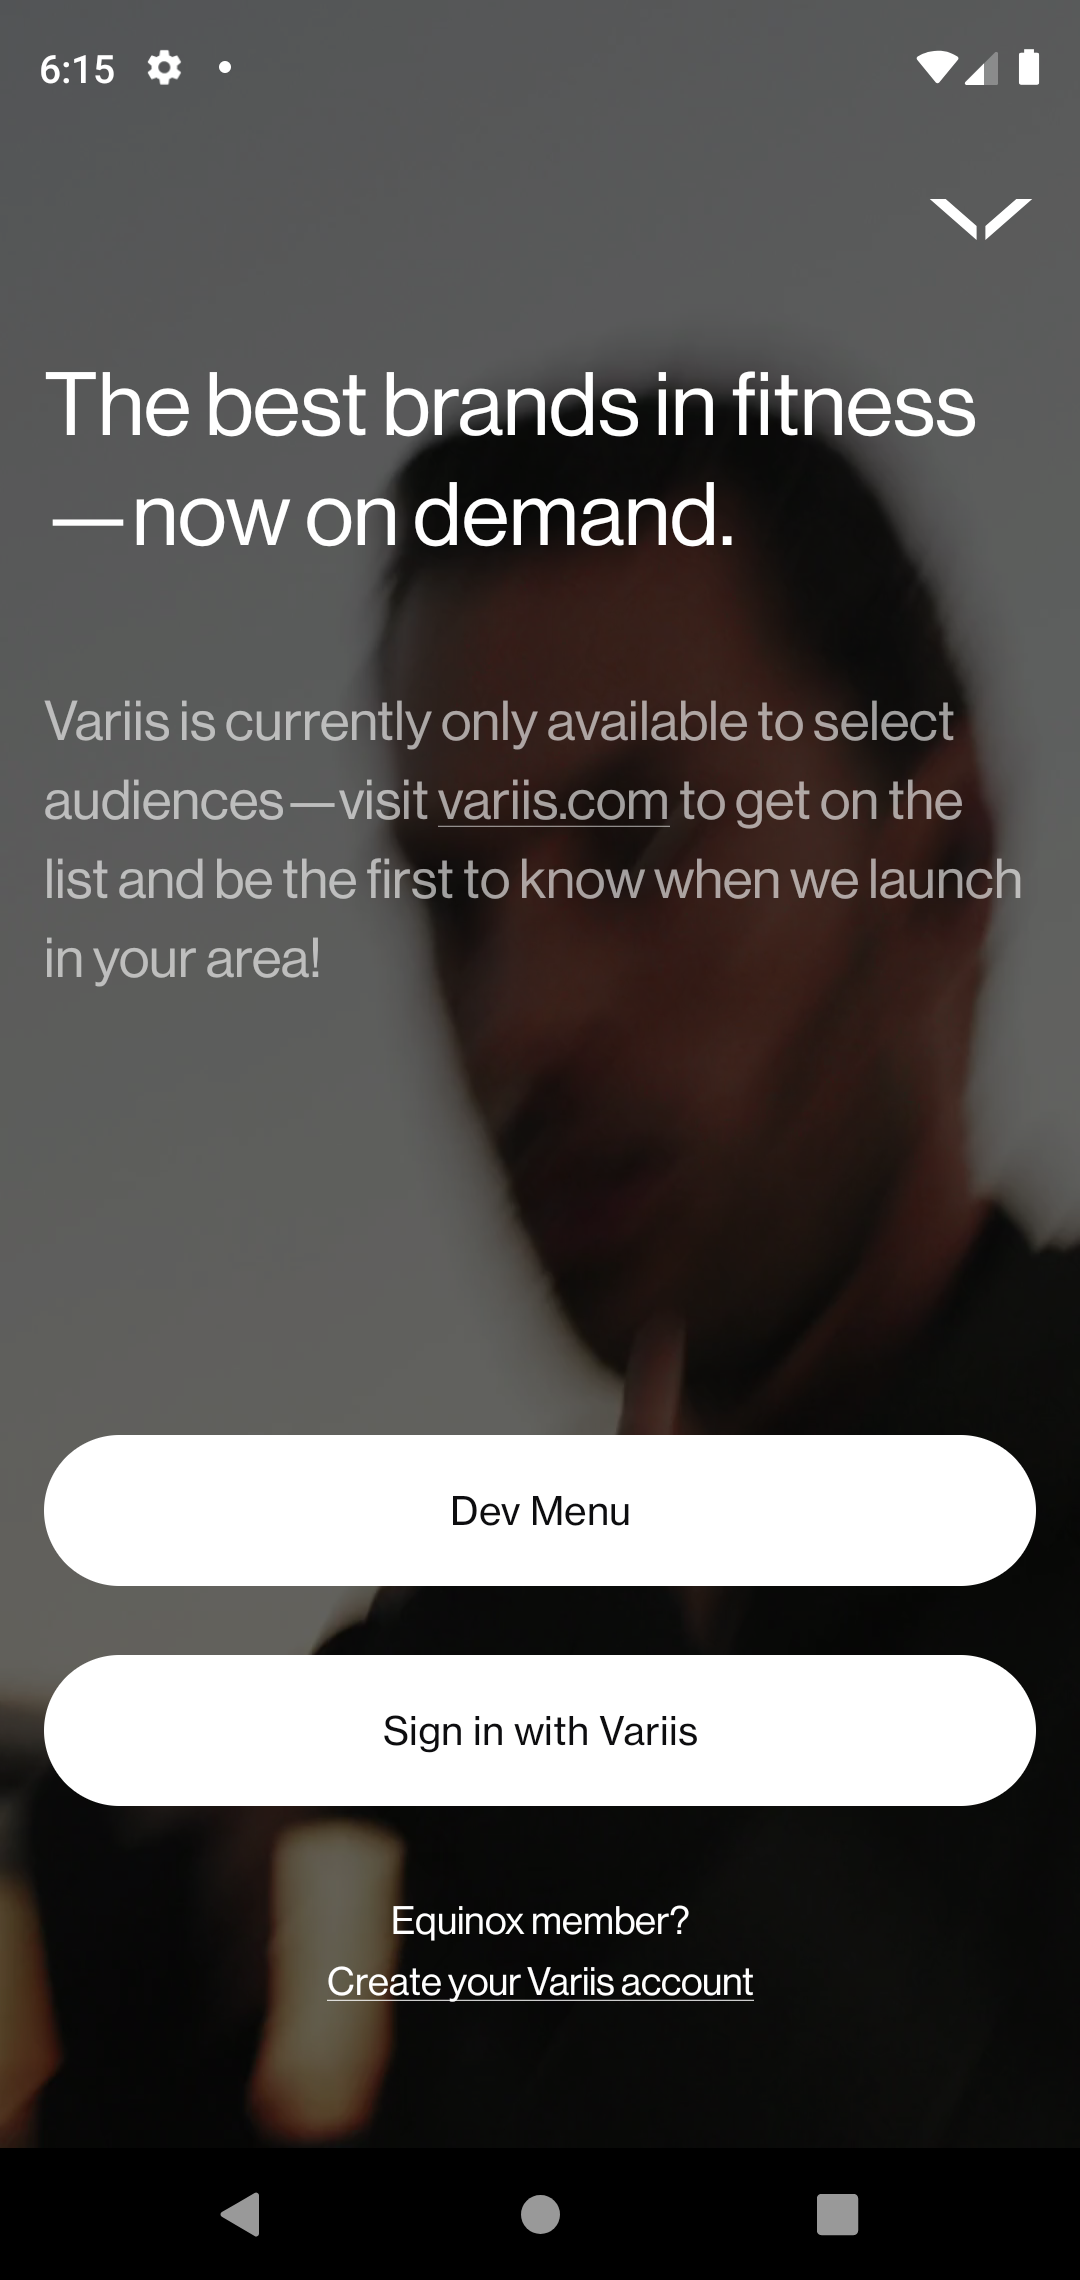 6:15
The best brands in fitness
—now on demand.
Variis is currently only available to select
audiences—visit variis.com to get on the
list and be the first to know when we launch
in your area!
Dev Menu
Sign in with Variis
Equinox member?
Create your Variis account